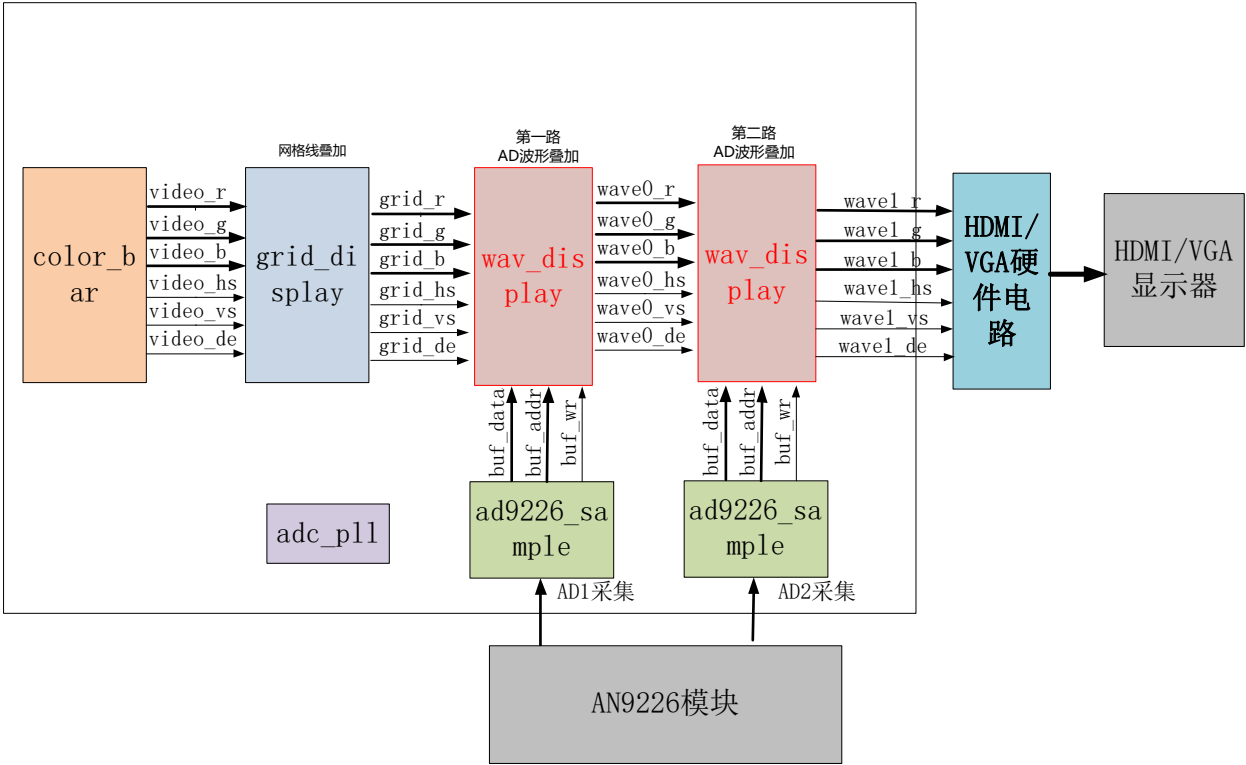 第一路
AD波形叠加
第二路
AD波形叠加
网格线叠加
color_b
ar
video_r
video_g
video_b
video_hs
video_vs
video_de
grid_di
splay
grid_r
grid_g
grid_b
grid_hs
grid_vs
grid_de
wav_dis
play
wave0_r
wave0_g
wave0_b
wave0_hs
wave0_vs
wave0_de
wav_dis
play
wave1_r
wave1_g
wave1_b
wave1_hs
wave1_vs
wave1_de
HDMI/
VGA硬
件电
路
HDMI/VGA
显示器
buf_data
buf_addr
buf_wr
buf_data
buf_addr
buf_wr
adc_pll
ad9226_sa
mple
ad9226_sa
mple
AD1采集
AD2采集
AN9226模块